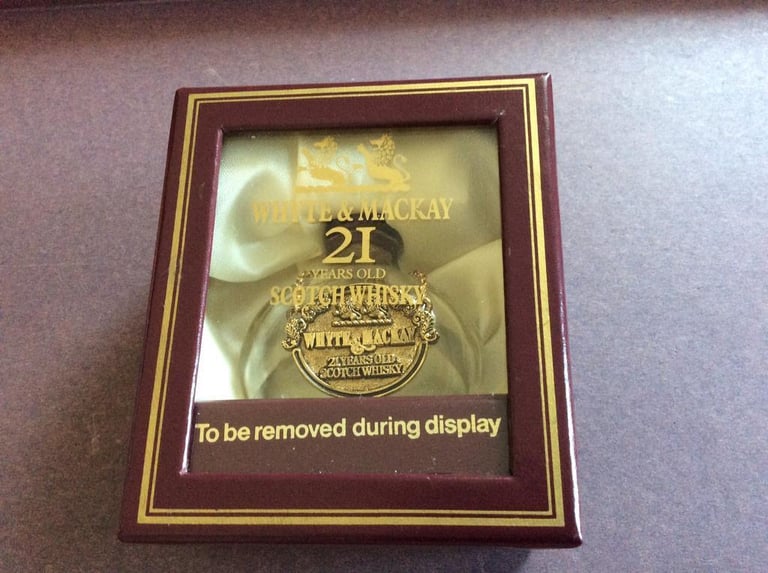 WHYTE & MACKAY
21
YEARS OLD
SCOTCH WHISKY
WHYTE & MACKAY
21 YEARS OLD
SCOTCH WHISKY
To be removed during display